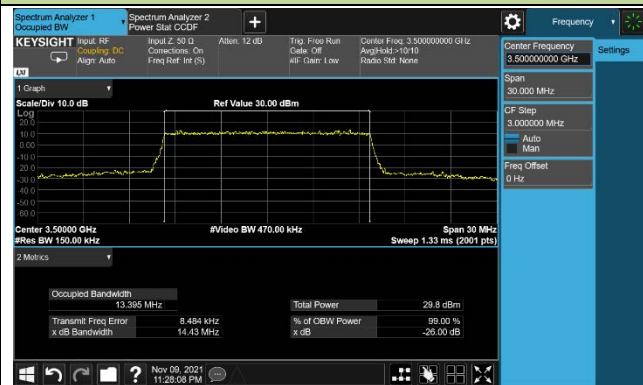 Spectrum Analyzer 1
Occupied BW
Spectrum Analyzer 2
Power Stat CCDF
+
Frequency
KEYSIGHT
Input: RF
Coupling: DC
Align: Auto
Input Z: 50 Ω
Corrections: On
Freq Ref: Int (S)
Atten: 12 dB
Trig: Free Run
Gate: Off
#IF Gain: Low
Center Freq: 3.500000000 GHz
Avg|Hold:>10/10
Radio Std: None
LXI
Center Frequency
3.500000000 GHz
Settings
Span
30.000 MHz
CF Step
3.000000 MHz
Auto
Man
Freq Offset
0 Hz
1 Graph
Scale/Div 10.0 dB
Ref Value 30.00 dBm
Log
20.0
10.0
0.00
-10.0
-20.0
-30.0
-40.0
-50.0
-60.0
Center 3.50000 GHz
#Video BW 470.00 kHz
Span 30 MHz
#Res BW 150.00 kHz
Sweep 1.33 ms (2001 pts)
2 Metrics
Occupied Bandwidth
13.395 MHz
Total Power
29.8 dBm
Transmit Freq Error
8.484 kHz
% of OBW Power
99.00 %
x dB Bandwidth
14.43 MHz
x dB
-26.00 dB
?
Nov 09, 2021
11:28:08 PM